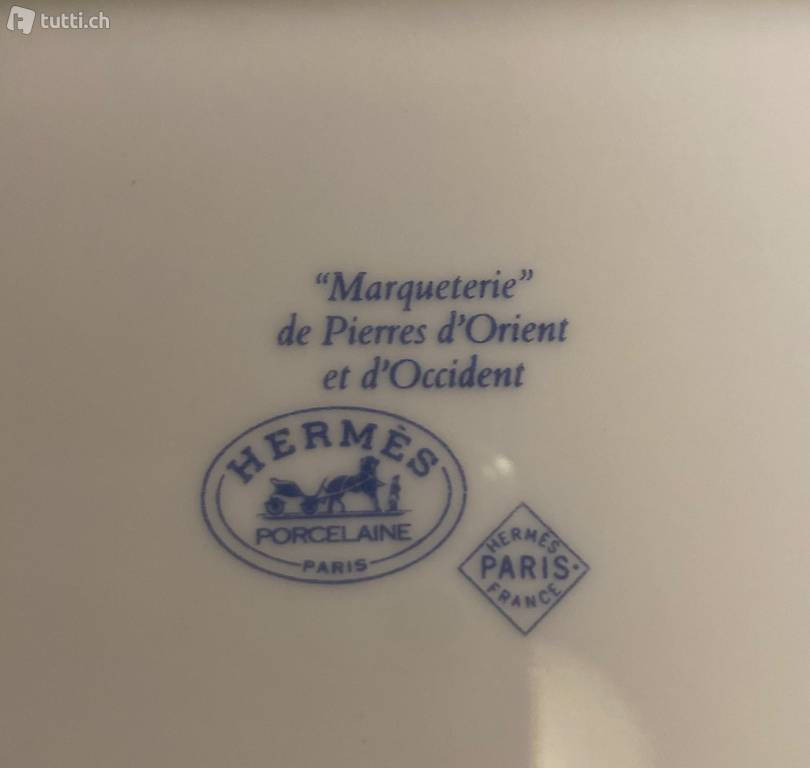 tutti.ch
“Marqueterie”
de Pierres d’Orient
et d’Occident
HERMÈS
PORCELAINE
PARIS
HERMÈS
PARIS
FRANCE